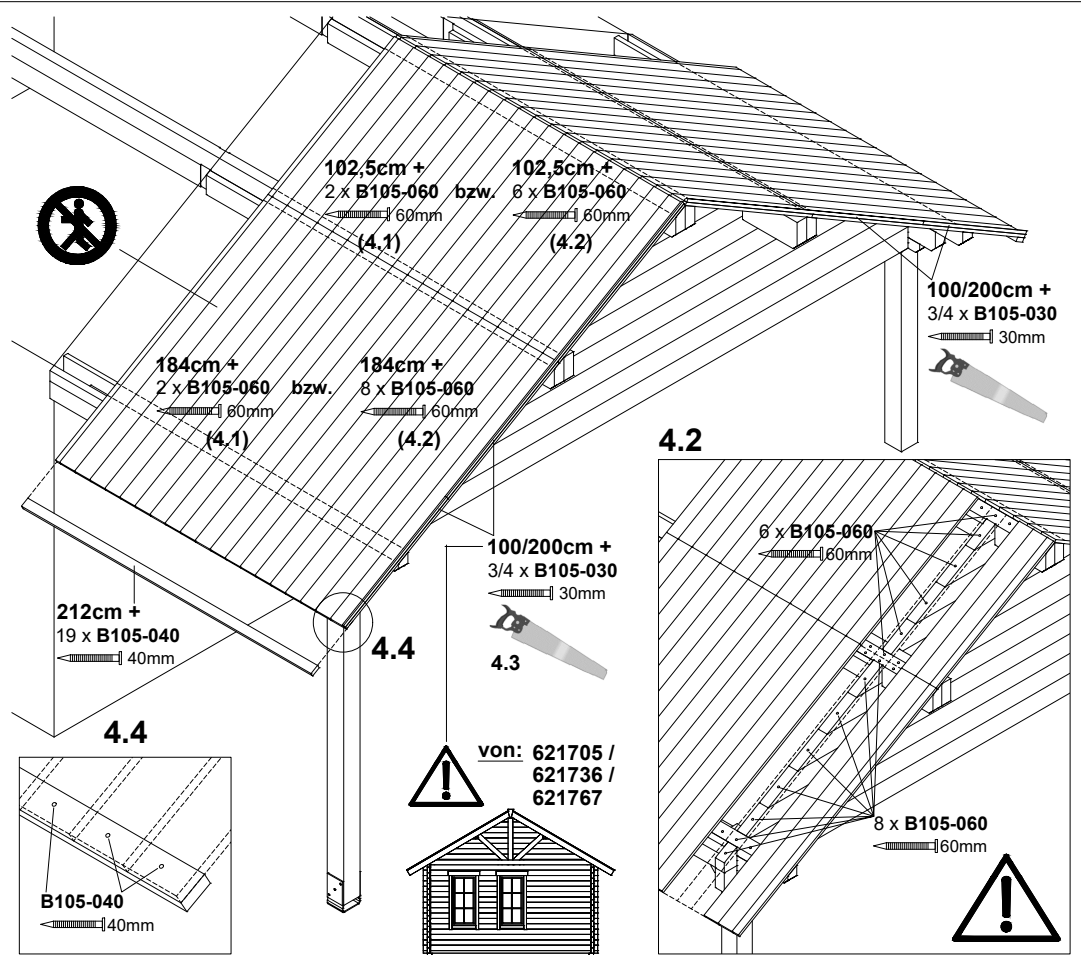 102,5cm +
2 x B105-060 bzw.
60mm
(4.1)
102,5cm +
6 x B105-060
60mm
(4.2)
100/200cm +
3/4 x B105-030
30mm
184cm +
2 x B105-060 bzw.
60mm
(4.1)
184cm +
8 x B105-060
60mm
(4.2)
4.2
6 x B105-060
60mm
8 x B105-060
60mm
100/200cm +
3/4 x B105-030
30mm
4.3
212cm +
19 x B105-040
40mm
4.4
4.4
B105-040
40mm
von: 621705 /
621736 /
621767